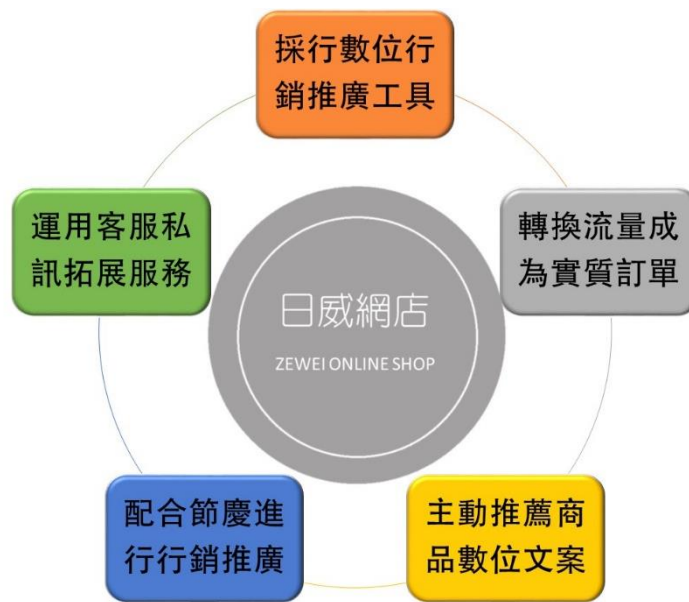 採行數位行
銷推廣工具
運用客服私
訊拓展服務
轉換流量成
為實質訂單
日威網店
ZEWEI ONLINE SHOP
配合節慶進
行行銷推廣
主動推薦商
品數位文案